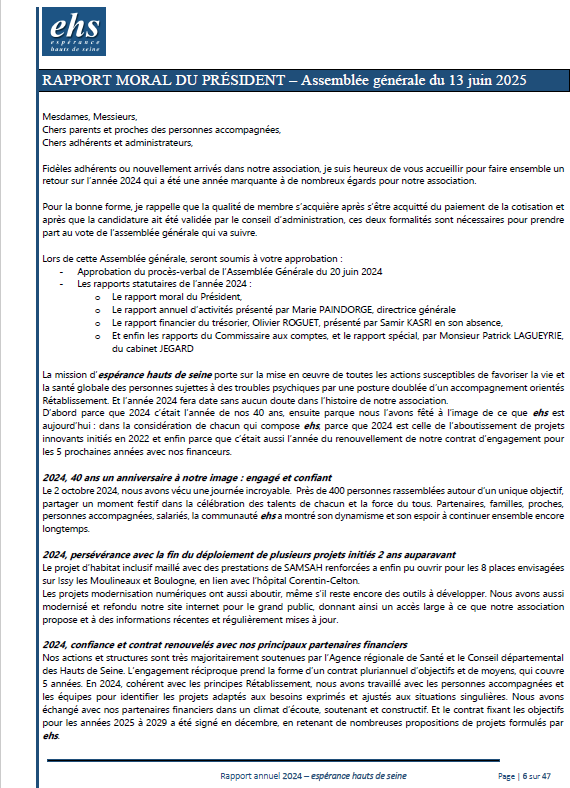 ehs
espérance
hauts de seine
RAPPORT MORAL DU PRÉSIDENT – Assemblée générale du 13 juin 2025
Mesdames, Messieurs,
Chers parents et proches des personnes accompagnées,
Chers adhérents et administrateurs,
Fidèles adhérents ou nouvellement arrivés dans notre association, je suis heureux de vous accueillir pour faire ensemble un
retour sur l'année 2024 qui a été une année marquante à de nombreux égards pour notre association.
Pour la bonne forme, je rappelle que la qualité de membre s'acquière après s'être acquitté du paiement de la cotisation et
après que la candidature ait été validée par le conseil d'administration, ces deux formalités sont nécessaires pour prendre
part au vote de l'assemblée générale qui va suivre.
Lors de cette Assemblée générale, seront soumis à votre approbation :
- Approbation du procès-verbal de l'Assemblée Générale du 20 juin 2024
- Les rapports statutaires de l'année 2024 :
o Le rapport moral du Président,
o Le rapport annuel d'activités présenté par Marie PAINDORGE, directrice générale
o Le rapport financier du trésorier, Olivier ROGUET, présenté par Samir KASRI en son absence,
o Et enfin les rapports du Commissaire aux comptes, et le rapport spécial, par Monsieur Patrick LAGUEYRIE,
du cabinet JEGARD
La mission d'espérance hauts de seine porte sur la mise en œuvre de toutes les actions susceptibles de favoriser la vie et
la santé globale des personnes sujettes à des troubles psychiques par une posture doublée d'un accompagnement orientés
Rétablissement. Et l'année 2024 fera date sans aucun doute dans l'histoire de notre association.
D'abord parce que 2024 c'était l'année de nos 40 ans, ensuite parque nous l'avons fêté à l'image de ce que ehs est
aujourd'hui : dans la considération de chacun qui compose ehs, parce que 2024 est celle de l'aboutissement de projets
innovants initiés en 2022 et enfin parce que c'était aussi l'année du renouvellement de notre contrat d'engagement pour
les 5 prochaines années avec nos financeurs.
2024, 40 ans un anniversaire à notre image : engagé et confiant
Le 2 octobre 2024, nous avons vécu une journée incroyable. Près de 400 personnes rassemblées autour d'un unique objectif,
partager un moment festif dans la célébration des talents de chacun et la force du tous. Partenaires, familles, proches,
personnes accompagnées, salariés, la communauté ehs a montré son dynamisme et son espoir à continuer ensemble encore
longtemps.
2024, persévérance avec la fin du déploiement de plusieurs projets initiés 2 ans auparavant
Le projet d'habitat inclusif maillé avec des prestations de SAMSAH renforcées a enfin pu ouvrir pour les 8 places envisagées
sur Issy les Moulineaux et Boulogne, en lien avec l'hôpital Corentin-Celton.
Les projets modernisation numériques ont aussi aboutir, même s'il reste encore des outils à développer. Nous avons aussi
modernisé et refondu notre site internet pour le grand public, donnant ainsi un accès large à ce que notre association
propose et à des informations récentes et régulièrement mises à jour.
2024, confiance et contrat renouvelés avec nos principaux partenaires financiers
Nos actions et structures sont très majoritairement soutenues par l'Agence régionale de Santé et le Conseil départemental
des Hauts de Seine. L'engagement réciproque prend la forme d'un contrat pluriannuel d'objectifs et de moyens, qui couvre
5 années. En 2024, cohérent avec les principes Rétablissement, nous avons travaillé avec les personnes accompagnées et
les équipes pour identifier les projets adaptés aux besoins exprimés et ajustés aux situations singulières. Nous avons
échangé avec nos partenaires financiers dans un climat d'écoute, soutenant et constructif. Et le contrat fixant les objectifs
pour les années 2025 à 2029 a été signé en décembre, en retenant de nombreuses propositions de projets formulés par
ehs.
Rapport annuel 2024 – espérance hauts de seine Page | 6 sur 47